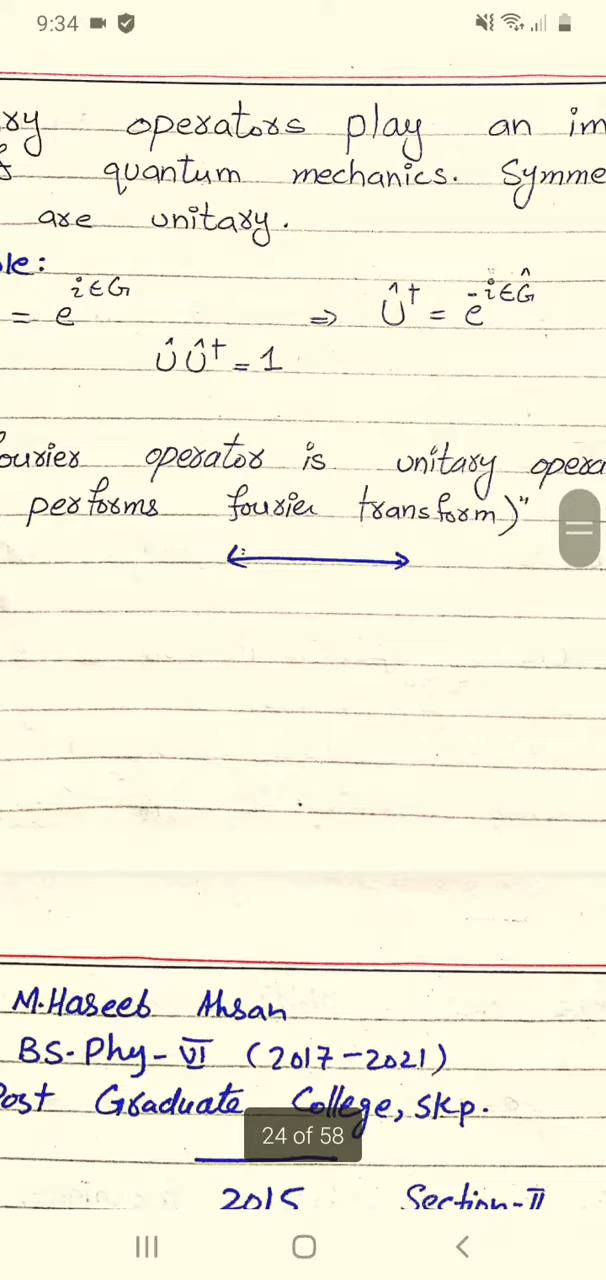 9:34
operators play an im
quantum mechanics. Symme
are unitary.
ple:
= e^{iεG} ⇒ Û† = e^{-iεĜ}
ÛÛ† = 1
ourier operator is unitary opera
performs fourier transform)"
M.Haseeb Ahsan
BS-Phy-VI (2017-2021)
Post Graduate College, Skp.
24 of 58
2015 Section-II